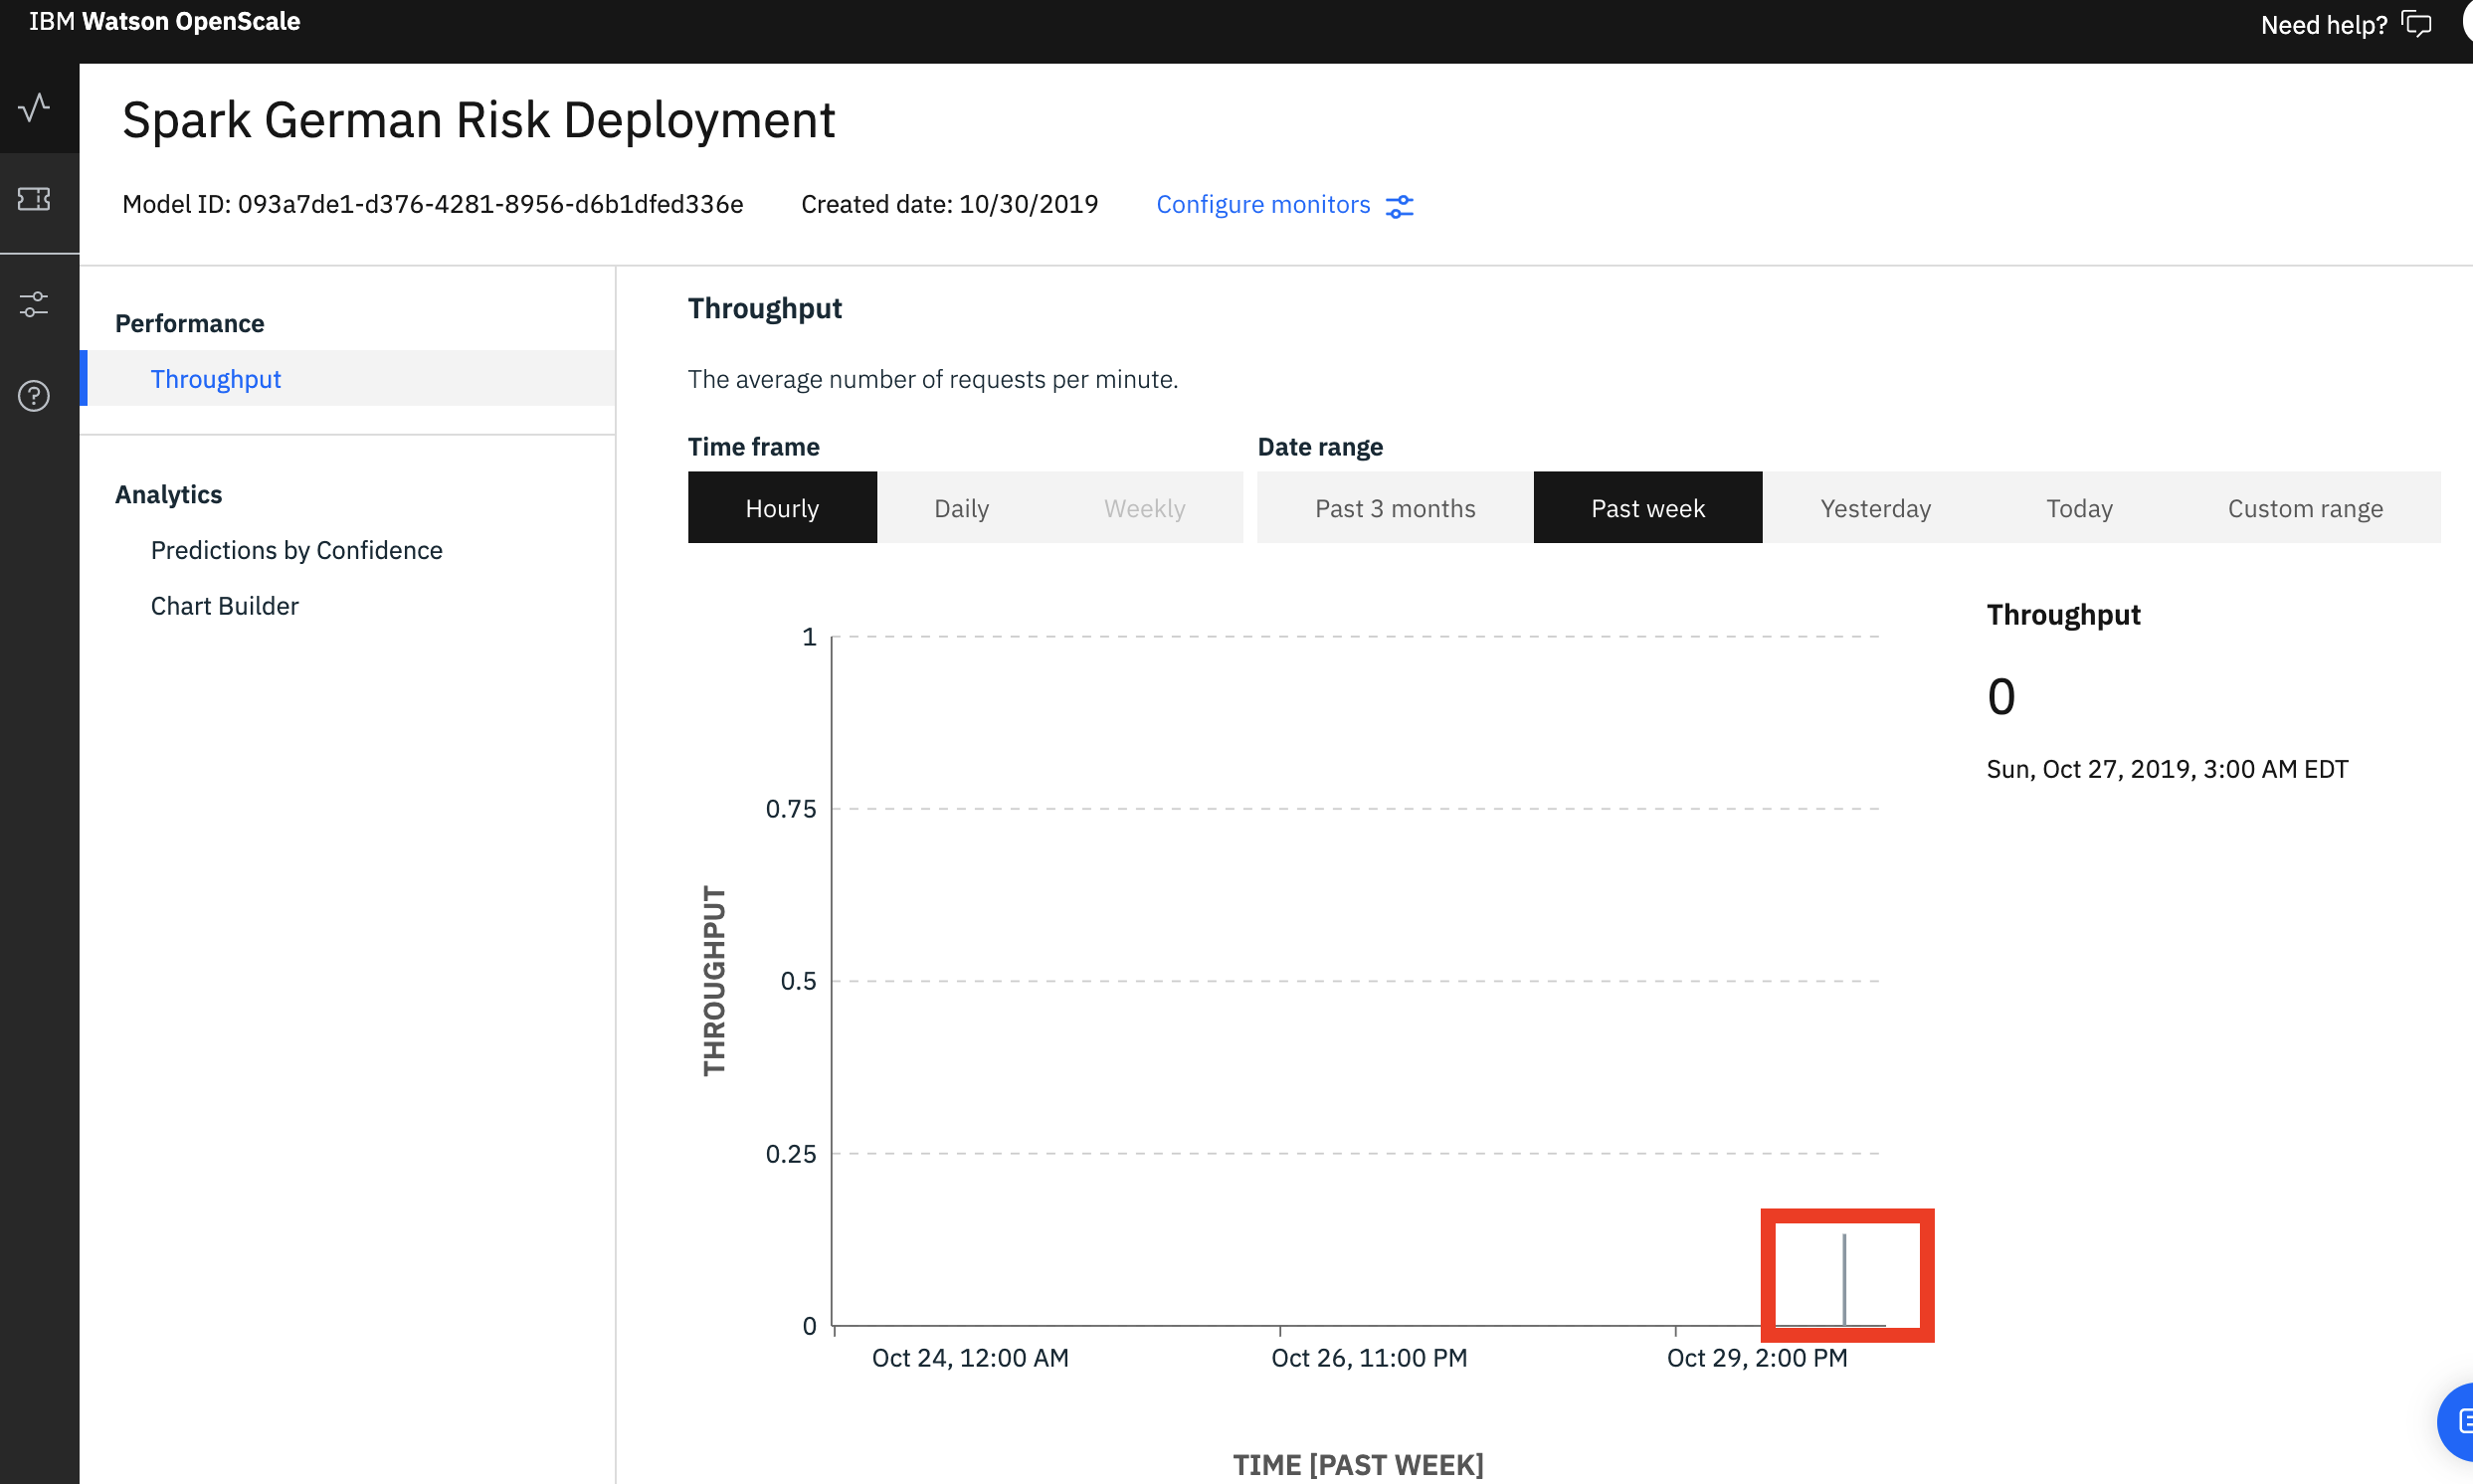 IBM Watson OpenScale
Need help?
Spark German Risk Deployment
Model ID: 093a7de1-d376-4281-8956-d6b1dfed336e
Created date: 10/30/2019
Configure monitors
Performance
Throughput
Analytics
Predictions by Confidence
Chart Builder
Throughput
The average number of requests per minute.
Time frame
Hourly
Daily
Weekly
Date range
Past 3 months
Past week
Yesterday
Today
Custom range
1
0.75
0.5
0.25
0
THROUGHPUT
Oct 24, 12:00 AM
Oct 26, 11:00 PM
Oct 29, 2:00 PM
TIME [PAST WEEK]
Throughput
0
Sun, Oct 27, 2019, 3:00 AM EDT